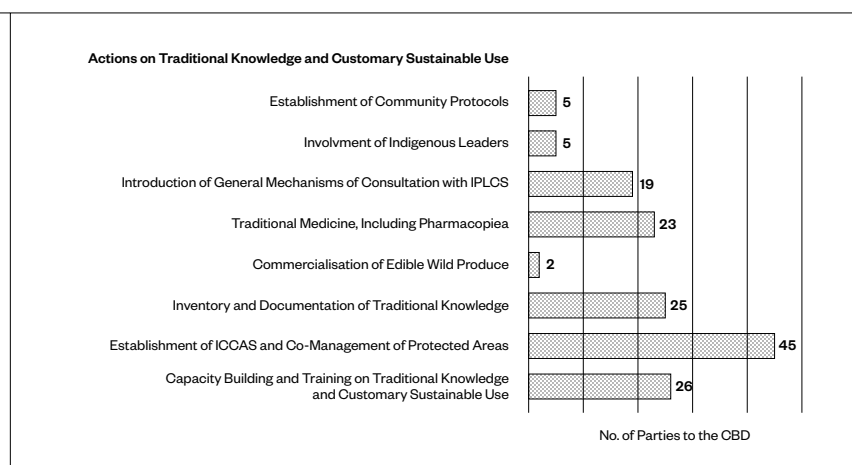 Actions on Traditional Knowledge and Customary Sustainable Use
Establishment of Community Protocols 5
Involvment of Indigenous Leaders 5
Introduction of General Mechanisms of Consultation with IPLCS 19
Traditional Medicine, Including Pharmacopiea 23
Commercialisation of Edible Wild Produce 2
Inventory and Documentation of Traditional Knowledge 25
Establishment of ICCAS and Co-Management of Protected Areas 45
Capacity Building and Training on Traditional Knowledge
and Customary Sustainable Use 26
No. of Parties to the CBD